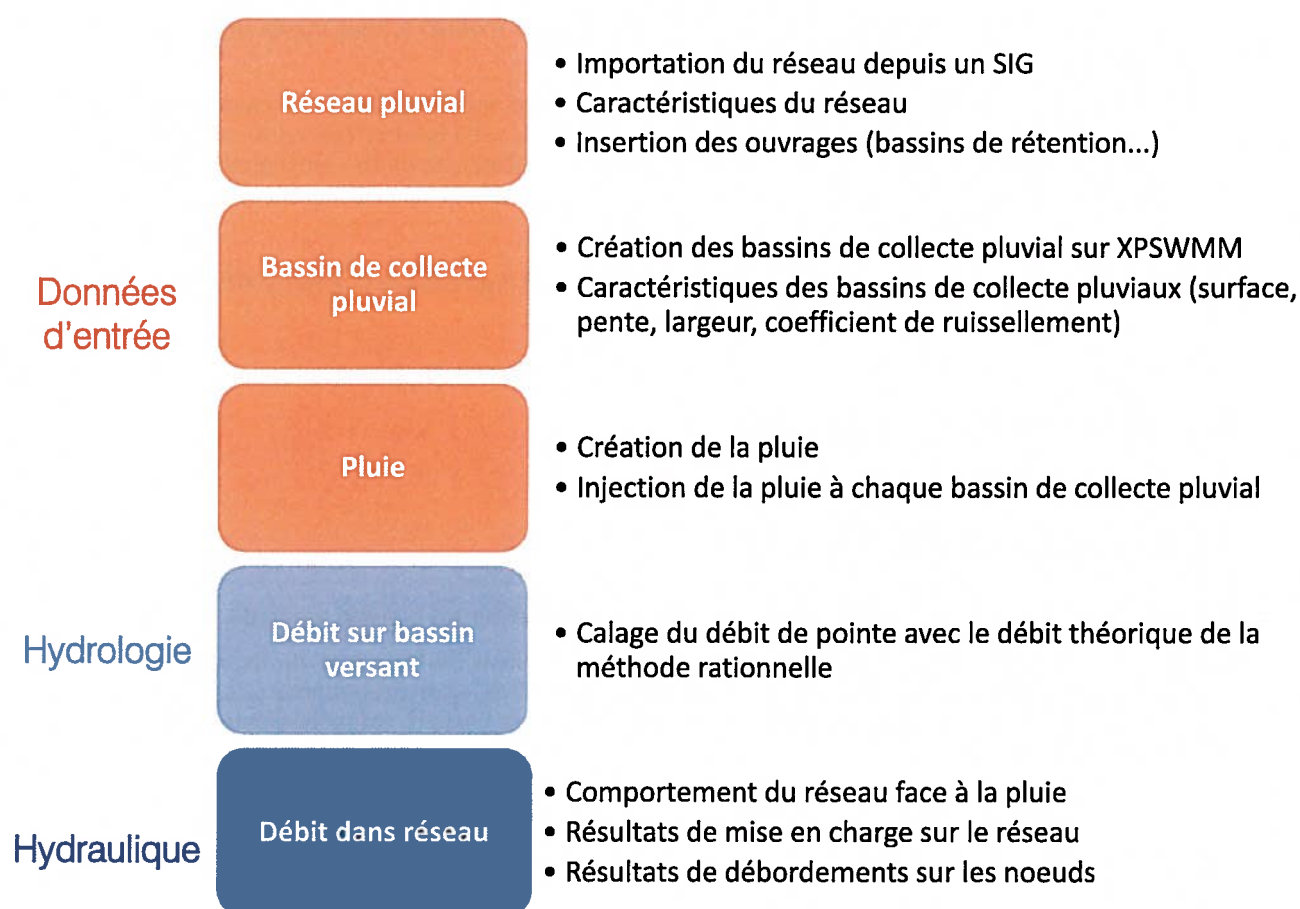 Réseau pluvial
• Importation du réseau depuis un SIG
• Caractéristiques du réseau
• Insertion des ouvrages (bassins de rétention...)
Données
d'entrée
Bassin de collecte
pluvial
• Création des bassins de collecte pluvial sur XPSWMM
• Caractéristiques des bassins de collecte pluviaux (surface,
pente, largeur, coefficient de ruissellement)
Pluie
• Création de la pluie
• Injection de la pluie à chaque bassin de collecte pluvial
Hydrologie
Débit sur bassin
versant
• Calage du débit de pointe avec le débit théorique de la
méthode rationnelle
Hydraulique
Débit dans réseau
• Comportement du réseau face à la pluie
• Résultats de mise en charge sur le réseau
• Résultats de débordements sur les noeuds